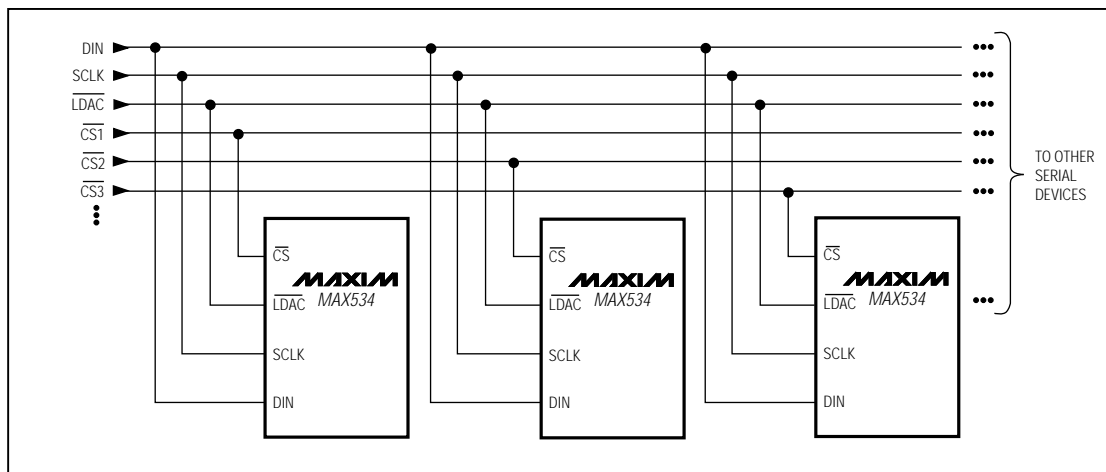 DIN
SCLK
LDAC
CS1
CS2
CS3
TO OTHER
SERIAL
DEVICES
CS
MAXIM
MAX534
LDAC
SCLK
DIN
CS
MAXIM
MAX534
LDAC
SCLK
DIN
CS
MAXIM
MAX534
LDAC
SCLK
DIN